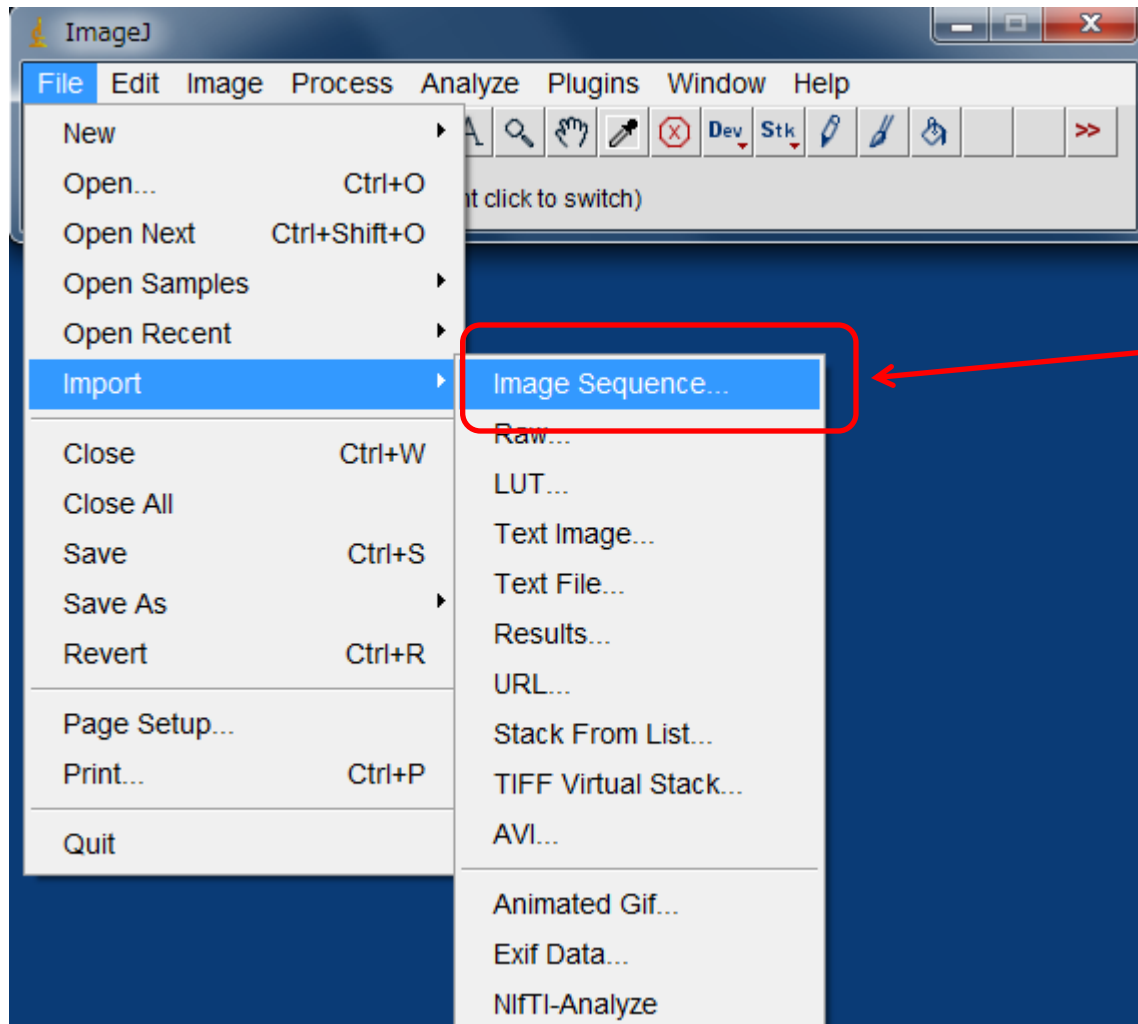 ImageJ
File Edit Image Process Analyze Plugins Window Help
Dev Stk >>
click to switch)
New
Open... Ctrl+O
Open Next Ctrl+Shift+O
Open Samples
Open Recent
Import
Close Ctrl+W
Close All
Save Ctrl+S
Save As
Revert Ctrl+R
Page Setup...
Print... Ctrl+P
Quit
Image Sequence...
Raw...
LUT...
Text Image...
Text File...
Results...
URL...
Stack From List...
TIFF Virtual Stack...
AVI...
Animated Gif...
Exif Data...
NIfTI-Analyze